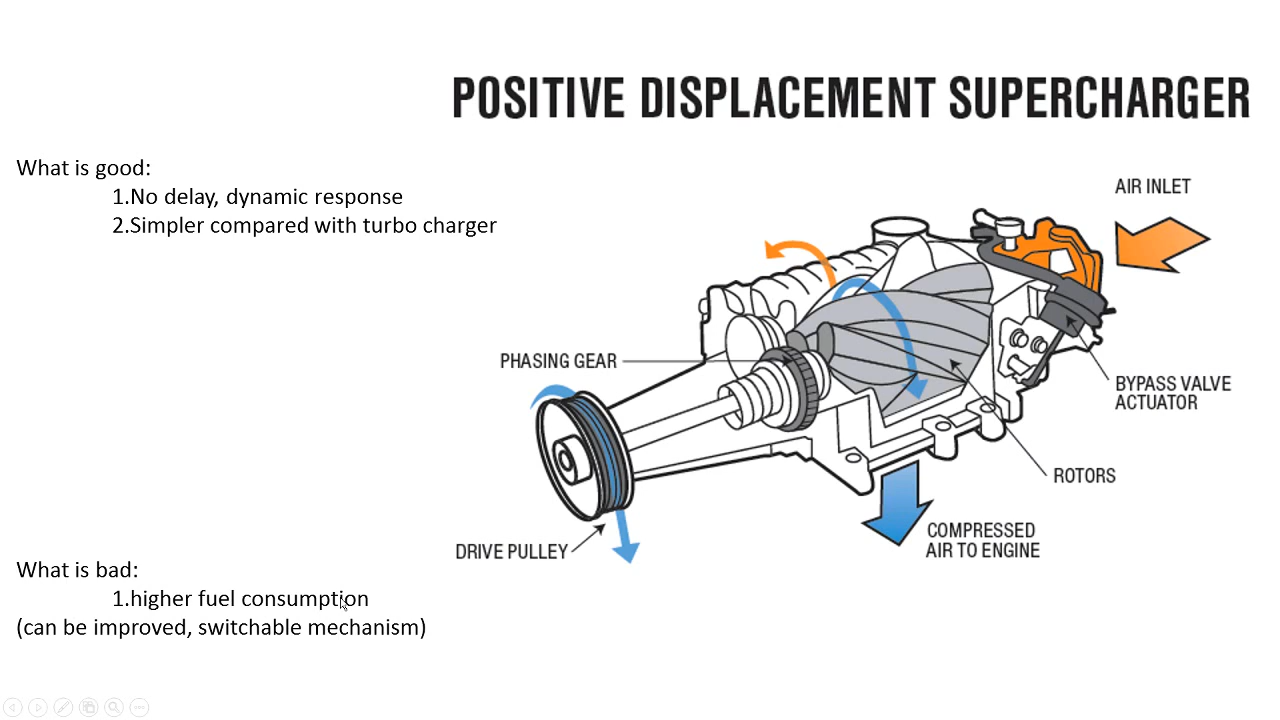 POSITIVE DISPLACEMENT SUPERCHARGER
What is good:
1.No delay, dynamic response
2.Simpler compared with turbo charger
AIR INLET
PHASING GEAR
BYPASS VALVE
ACTUATOR
ROTORS
COMPRESSED
AIR TO ENGINE
DRIVE PULLEY
What is bad:
1.higher fuel consumption
(can be improved, switchable mechanism)